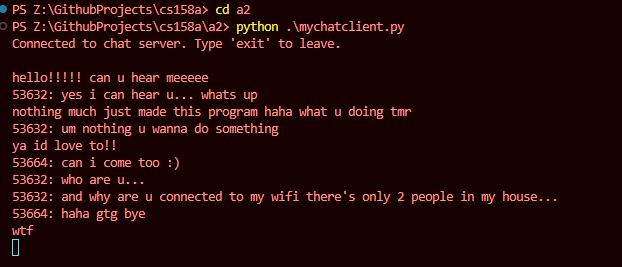 PS Z:\GithubProjects\cs158a> cd a2
PS Z:\GithubProjects\cs158a\a2> python .\mychatclient.py
Connected to chat server. Type 'exit' to leave.
hello!!!!! can u hear meeeee
53632: yes i can hear u... whats up
nothing much just made this program haha what u doing tmr
53632: um nothing u wanna do something
ya id love to!!
53664: can i come too :)
53632: who are u...
53632: and why are u connected to my wifi there's only 2 people in my house...
53664: haha gtg bye
wtf